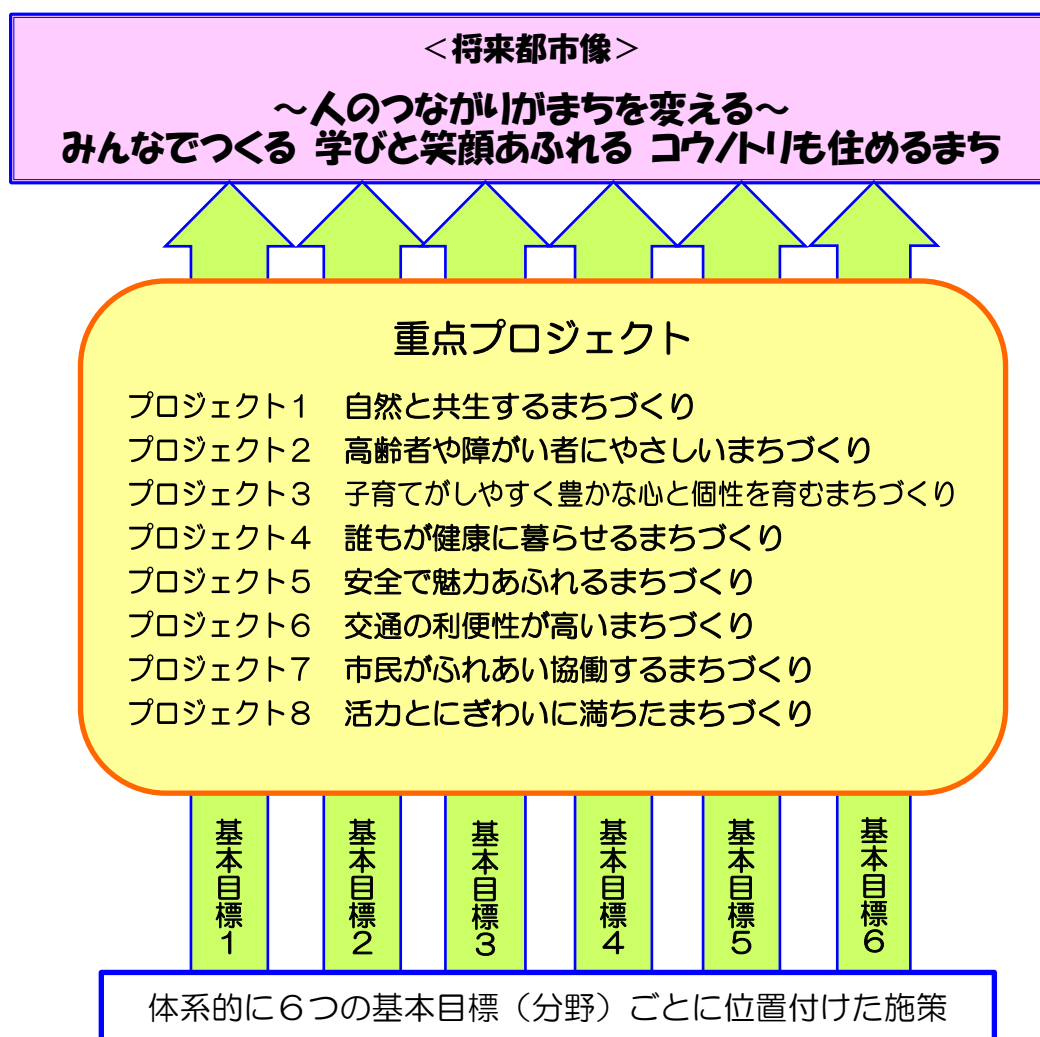 ＜将来都市像＞
～人のつながりがまちを変える～
みんなでつくる 学びと笑顔あふれる コウノトリも住めるまち
重点プロジェクト
プロジェクト１　自然と共生するまちづくり
プロジェクト２　高齢者や障がい者にやさしいまちづくり
プロジェクト３　子育てがしやすく豊かな心と個性を育むまちづくり
プロジェクト４　誰もが健康に暮らせるまちづくり
プロジェクト５　安全で魅力あふれるまちづくり
プロジェクト６　交通の利便性が高いまちづくり
プロジェクト７　市民がふれあい協働するまちづくり
プロジェクト８　活力とにぎわいに満ちたまちづくり
基本目標１
基本目標２
基本目標３
基本目標４
基本目標５
基本目標６
体系的に６つの基本目標（分野）ごとに位置付けた施策